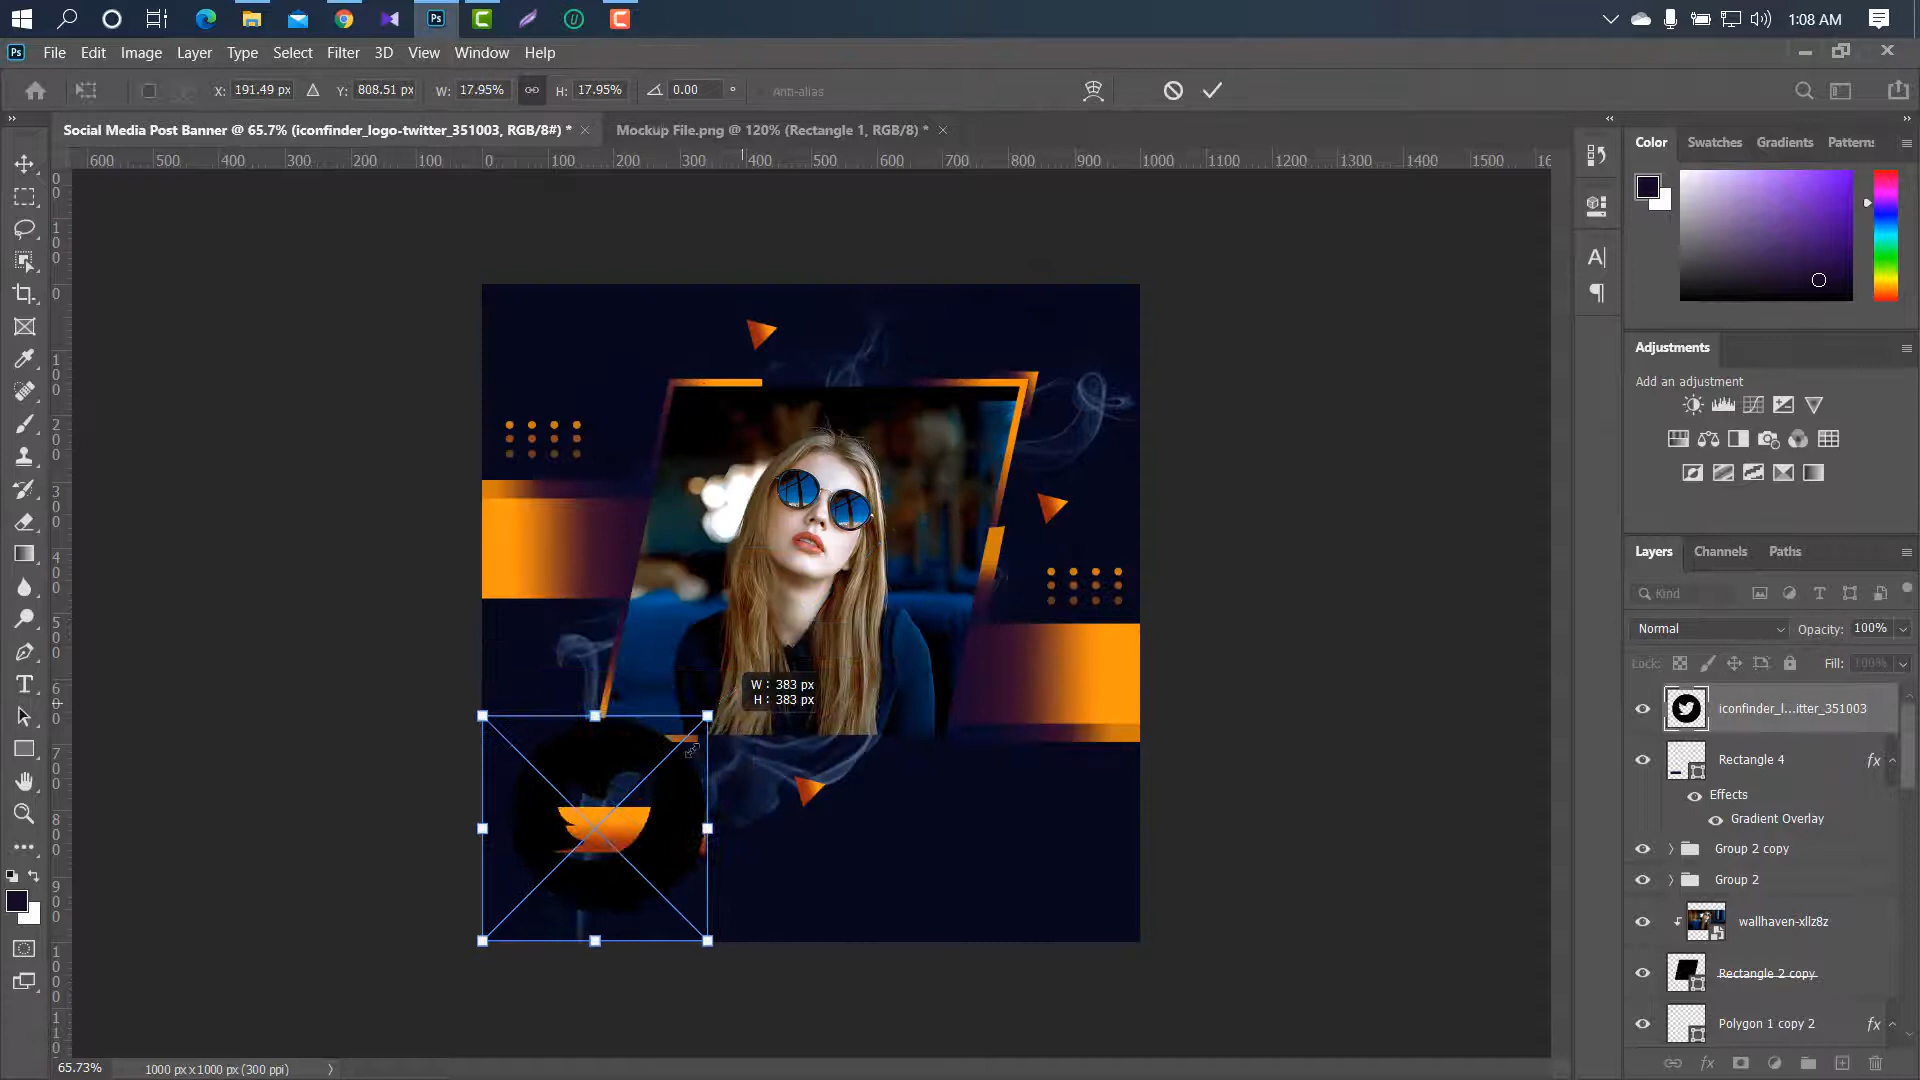 1:08 AM
Ps File Edit Image Layer Type Select Filter 3D View Window Help
X: 191.49 px Y: 808.51 px W: 17.95% H: 17.95% 0.00 ° Anti-alias
Social Media Post Banner @ 65.7% (iconfinder_logo-twitter_351003, RGB/8#) *
Mockup File.png @ 120% (Rectangle 1, RGB/8) *
600 500 400 300 200 100 0 100 200 300 400 500 600 700 800 900 1000 1100 1200 1300 1400 1500
Color Swatches Gradients Patterns
Adjustments
Add an adjustment
Layers Channels Paths
Kind
Normal Opacity: 100%
Lock: Fill: 100%
iconfinder_l...itter_351003
Rectangle 4 fx
Effects
Gradient Overlay
Group 2 copy
Group 2
wallhaven-xllz8z
Rectangle 2 copy
Polygon 1 copy 2 fx
W: 383 px
H: 383 px
65.73% 1000 px x 1000 px (300 ppi)